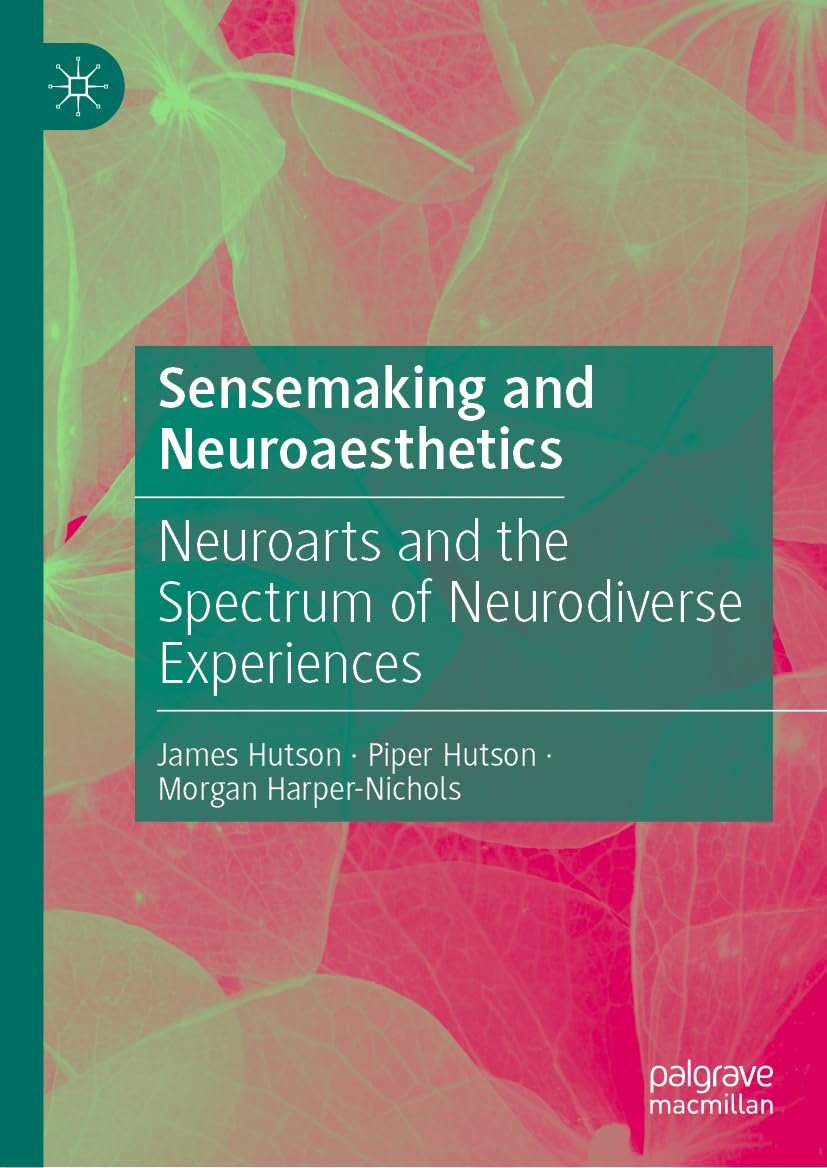 Sensemaking and
Neuroaesthetics
Neuroarts and the
Spectrum of Neurodiverse
Experiences
James Hutson · Piper Hutson ·
Morgan Harper-Nichols
palgrave
macmillan